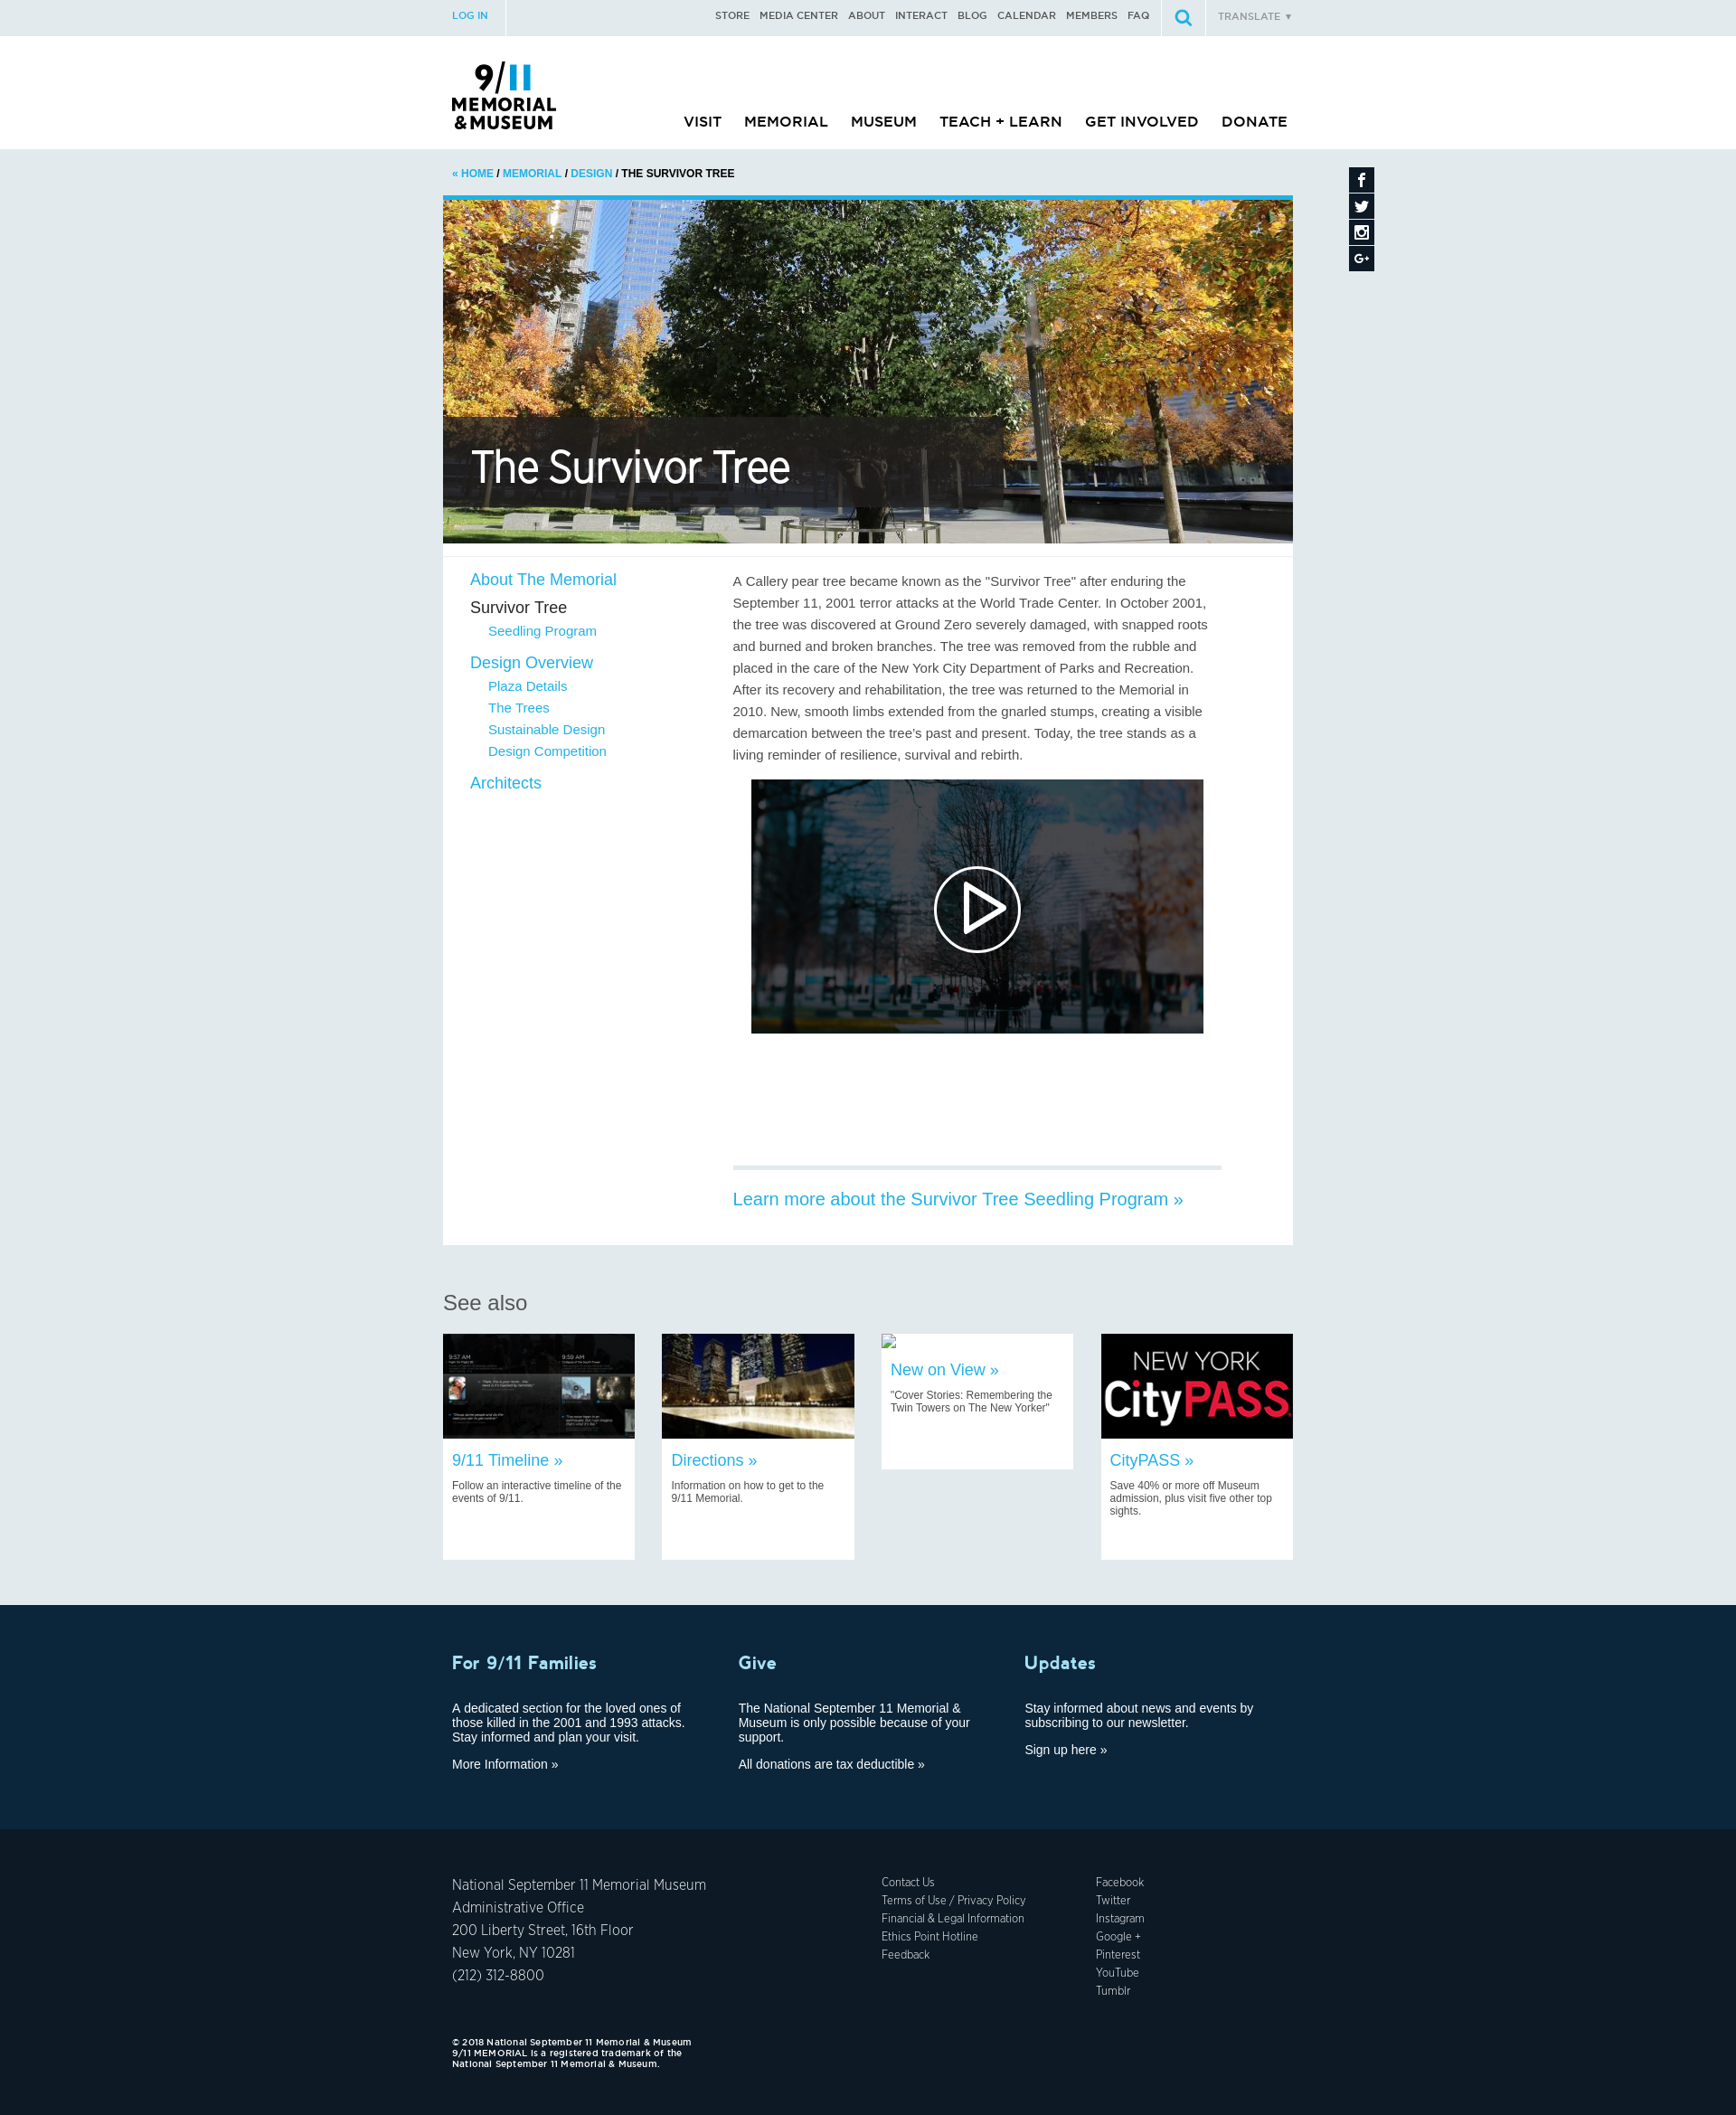 LOG IN
STORE MEDIA CENTER ABOUT INTERACT BLOG CALENDAR MEMBERS FAQ
TRANSLATE ▼
9/11
MEMORIAL
& MUSEUM
VISIT MEMORIAL MUSEUM TEACH + LEARN GET INVOLVED DONATE
« HOME / MEMORIAL / DESIGN / THE SURVIVOR TREE
The Survivor Tree
About The Memorial
Survivor Tree
Seedling Program
Design Overview
Plaza Details
The Trees
Sustainable Design
Design Competition
Architects
A Callery pear tree became known as the "Survivor Tree" after enduring the
September 11, 2001 terror attacks at the World Trade Center. In October 2001,
the tree was discovered at Ground Zero severely damaged, with snapped roots
and burned and broken branches. The tree was removed from the rubble and
placed in the care of the New York City Department of Parks and Recreation.
After its recovery and rehabilitation, the tree was returned to the Memorial in
2010. New, smooth limbs extended from the gnarled stumps, creating a visible
demarcation between the tree's past and present. Today, the tree stands as a
living reminder of resilience, survival and rebirth.
Learn more about the Survivor Tree Seedling Program »
See also
9:57 AM
9:59 AM
9/11 Timeline »
Follow an interactive timeline of the
events of 9/11.
Directions »
Information on how to get to the
9/11 Memorial.
New on View »
"Cover Stories: Remembering the
Twin Towers on The New Yorker"
NEW YORK
CityPASS
CityPASS »
Save 40% or more off Museum
admission, plus visit five other top
sights.
For 9/11 Families
A dedicated section for the loved ones of
those killed in the 2001 and 1993 attacks.
Stay informed and plan your visit.
More Information »
Give
The National September 11 Memorial &
Museum is only possible because of your
support.
All donations are tax deductible »
Updates
Stay informed about news and events by
subscribing to our newsletter.
Sign up here »
National September 11 Memorial Museum
Administrative Office
200 Liberty Street, 16th Floor
New York, NY 10281
(212) 312-8800
Contact Us
Terms of Use / Privacy Policy
Financial & Legal Information
Ethics Point Hotline
Feedback
Facebook
Twitter
Instagram
Google +
Pinterest
YouTube
Tumblr
© 2018 National September 11 Memorial & Museum
9/11 MEMORIAL is a registered trademark of the
National September 11 Memorial & Museum.